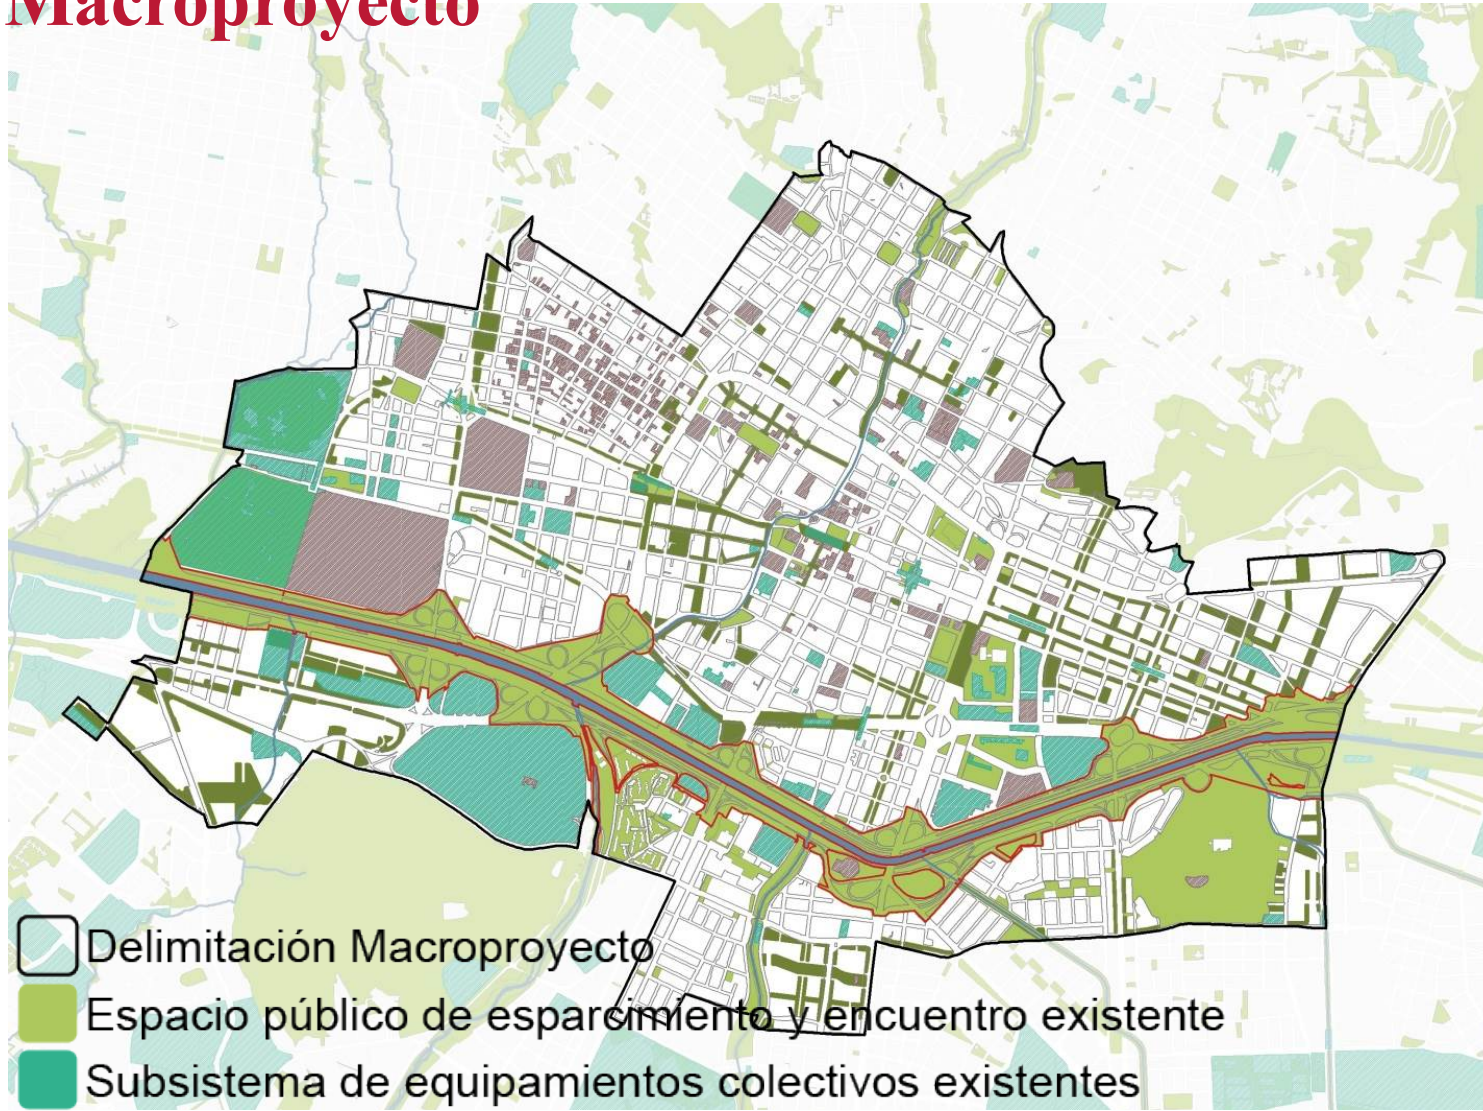 Macroproyecto
Delimitación Macroproyecto
Espacio público de esparcimiento y encuentro existente
Subsistema de equipamientos colectivos existentes